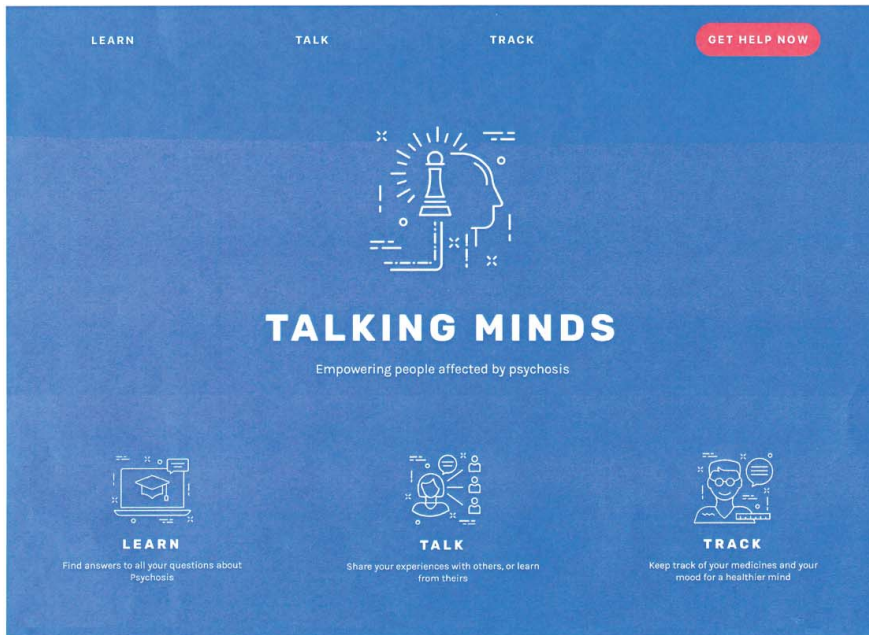 LEARN
TALK
TRACK
GET HELP NOW
TALKING MINDS
Empowering people affected by psychosis
LEARN
Find answers to all your questions about
Psychosis
TALK
Share your experiences with others, or learn
from theirs
TRACK
Keep track of your medicines and your
mood for a healthier mind